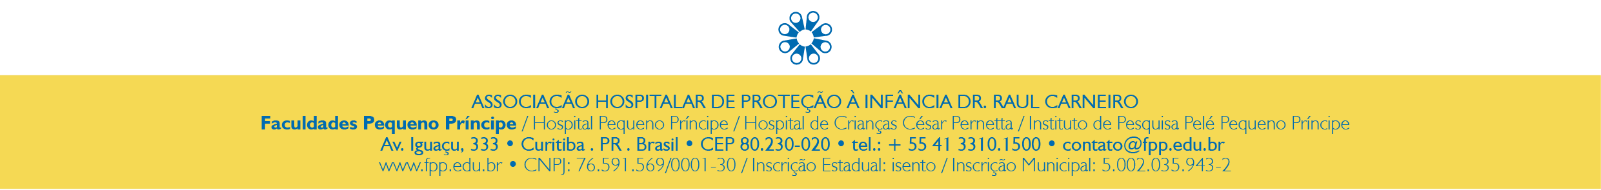 ASSOCIAÇÃO HOSPITALAR DE PROTEÇÃO À INFÂNCIA DR. RAUL CARNEIRO
Faculdades Pequeno Príncipe / Hospital Pequeno Príncipe / Hospital de Crianças César Pernetta / Instituto de Pesquisa Pelé Pequeno Príncipe
Av. Iguaçu, 333 • Curitiba . PR . Brasil • CEP 80.230-020 • tel.: + 55 41 3310.1500 • contato@fpp.edu.br
www.fpp.edu.br • CNPJ: 76.591.569/0001-30 / Inscrição Estadual: isento / Inscrição Municipal: 5.002.035.943-2